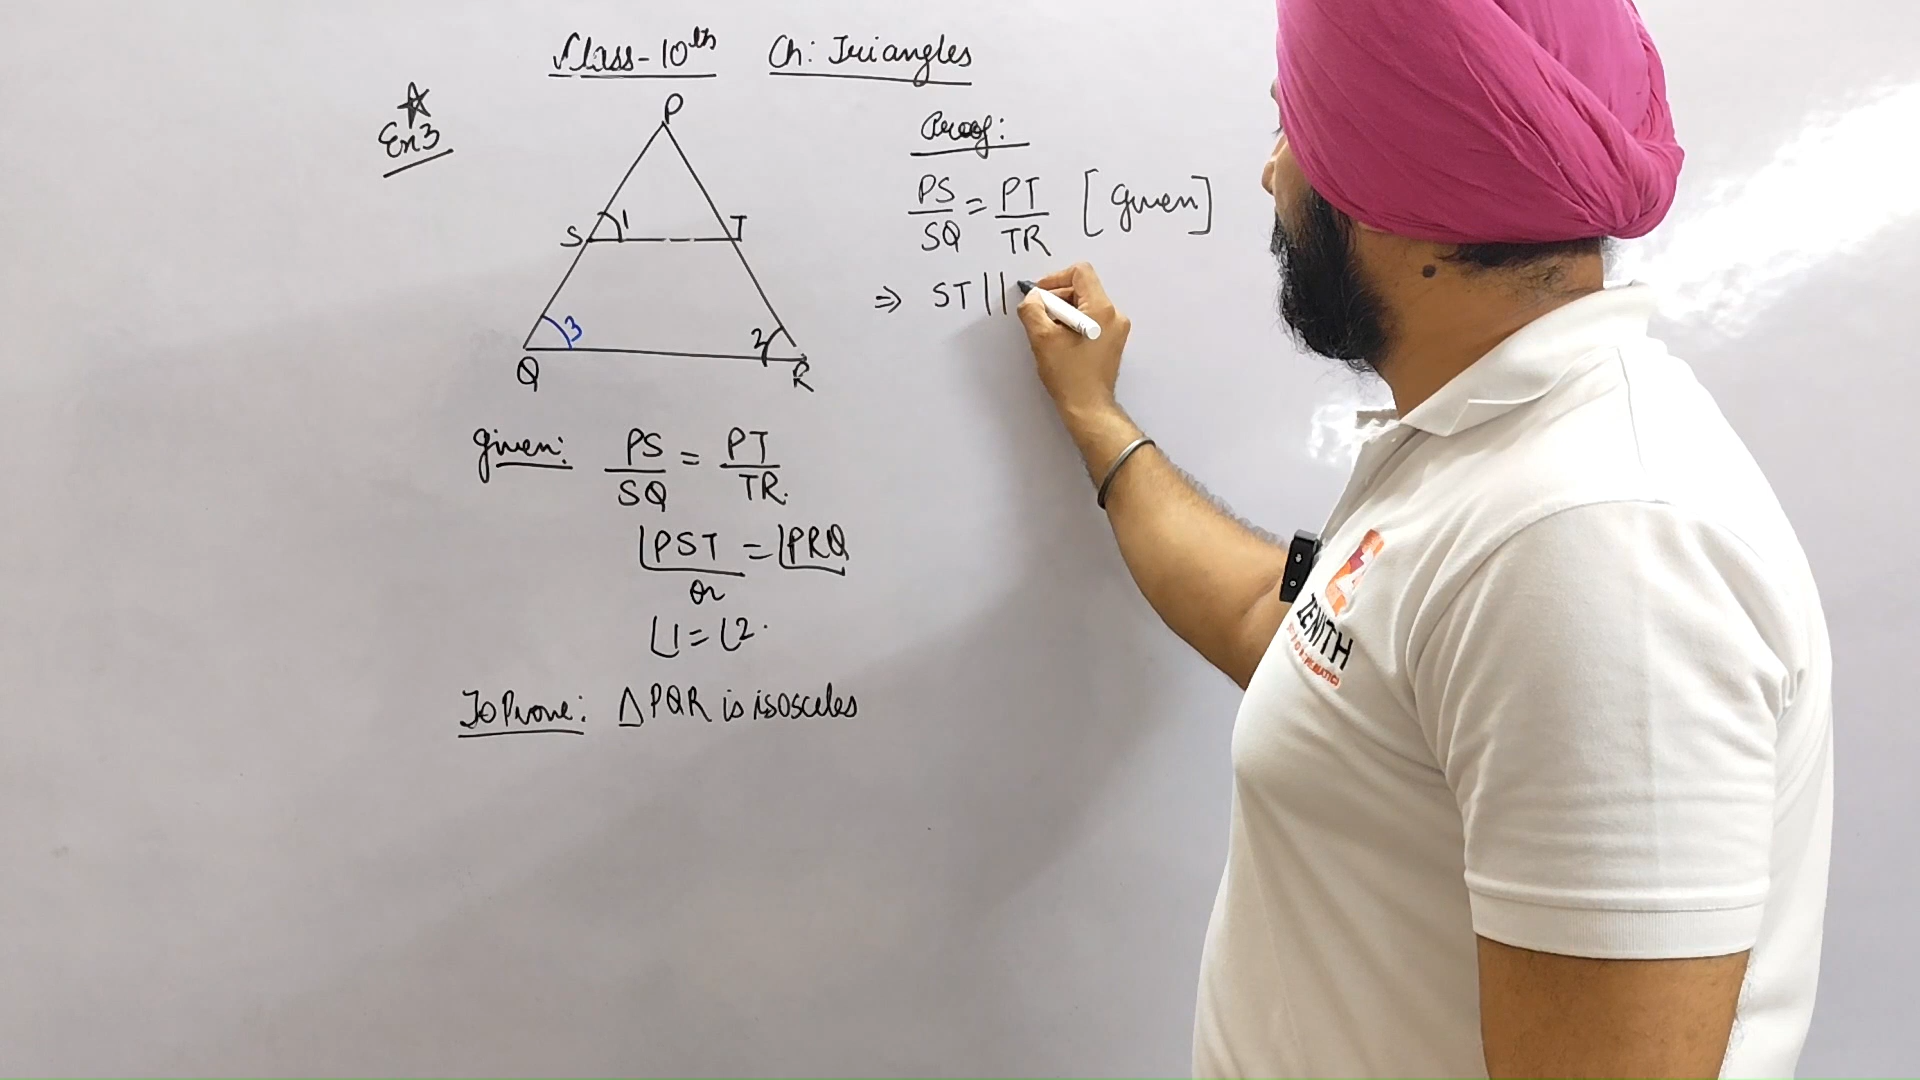 Class-10th Ch: Triangles
Ex3
P
S 1 T
3 2
Q R
Given: PS/SQ = PT/TR.
∠PST = ∠PRQ
or
∠1 = ∠2.
To Prove: △PQR is isosceles
Proof:
PS/SQ = PT/TR [Given]
⇒ ST ||
ZENITH